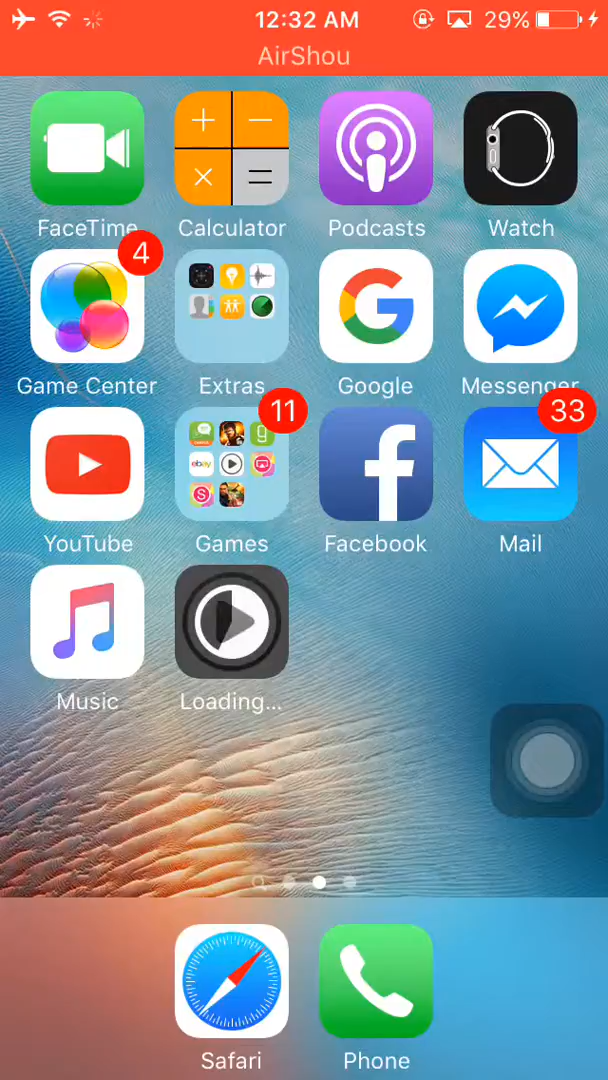 12:32 AM 29%
AirShou
FaceTime Calculator Podcasts Watch
4
Game Center Extras Google Messenger
11 33
YouTube Games Facebook Mail
Music Loading...
Safari Phone